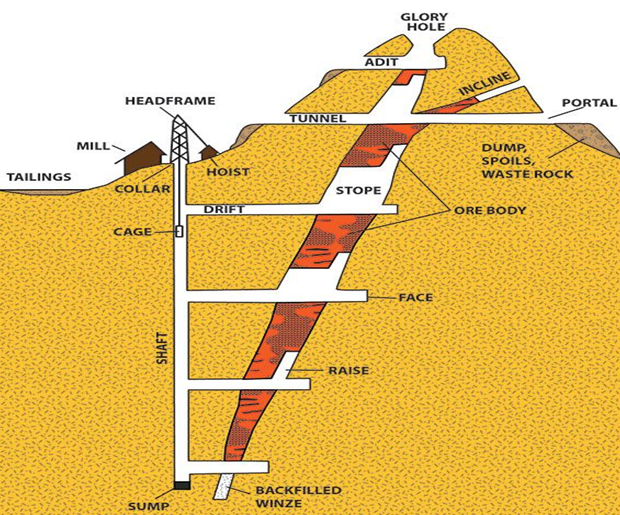 GLORY
HOLE
ADIT
INCLINE
HEADFRAME
PORTAL
TUNNEL
MILL
HOIST
DUMP,
SPOILS,
WASTE ROCK
TAILINGS
COLLAR
STOPE
DRIFT
ORE BODY
CAGE
FACE
SHAFT
RAISE
BACKFILLED
WINZE
SUMP